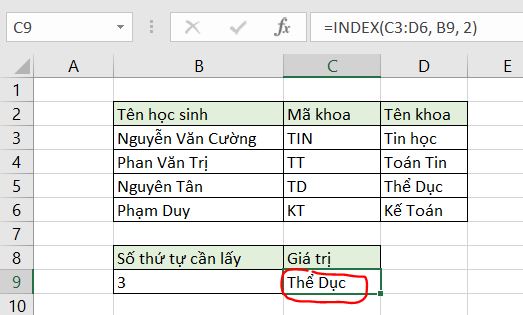 C9 fx =INDEX(C3:D6, B9, 2)
A B C D E
1
2 Tên học sinh Mã khoa Tên khoa
3 Nguyễn Văn Cường TIN Tin học
4 Phan Văn Trị TT Toán Tin
5 Nguyên Tân TD Thể Dục
6 Phạm Duy KT Kế Toán
7
8 Số thứ tự cần lấy Giá trị
9 3 Thể Dục
10